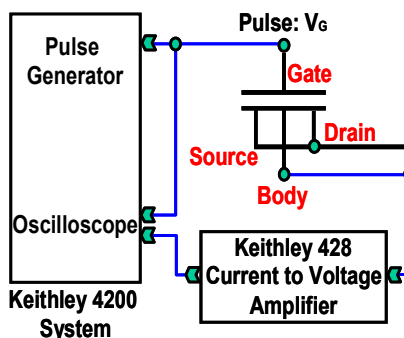 Pulse: VG
Pulse
Generator
Gate
Drain
Source
Body
Oscilloscope
Keithley 428
Current to Voltage
Amplifier
Keithley 4200
System